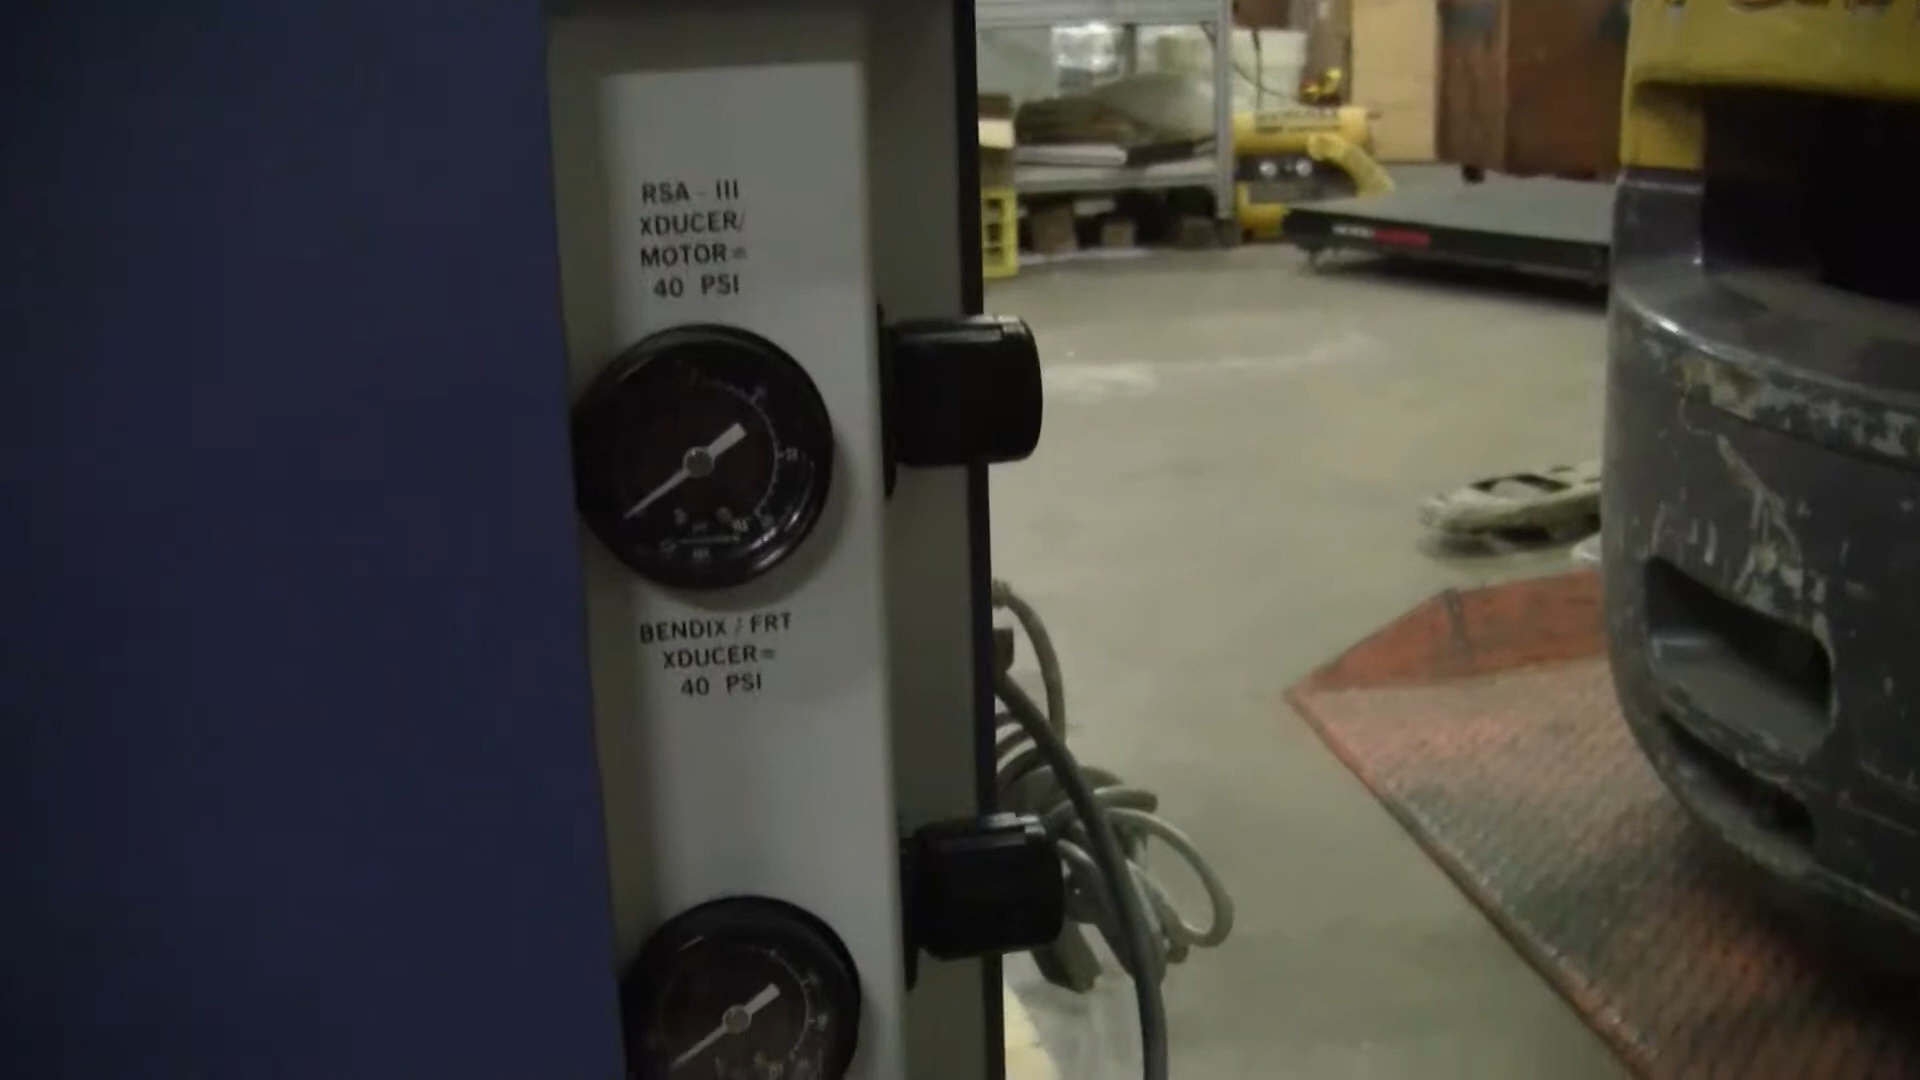 RSA - III
XDUCER/
MOTOR=
40 PSI
BENDIX / FRT
XDUCER=
40 PSI